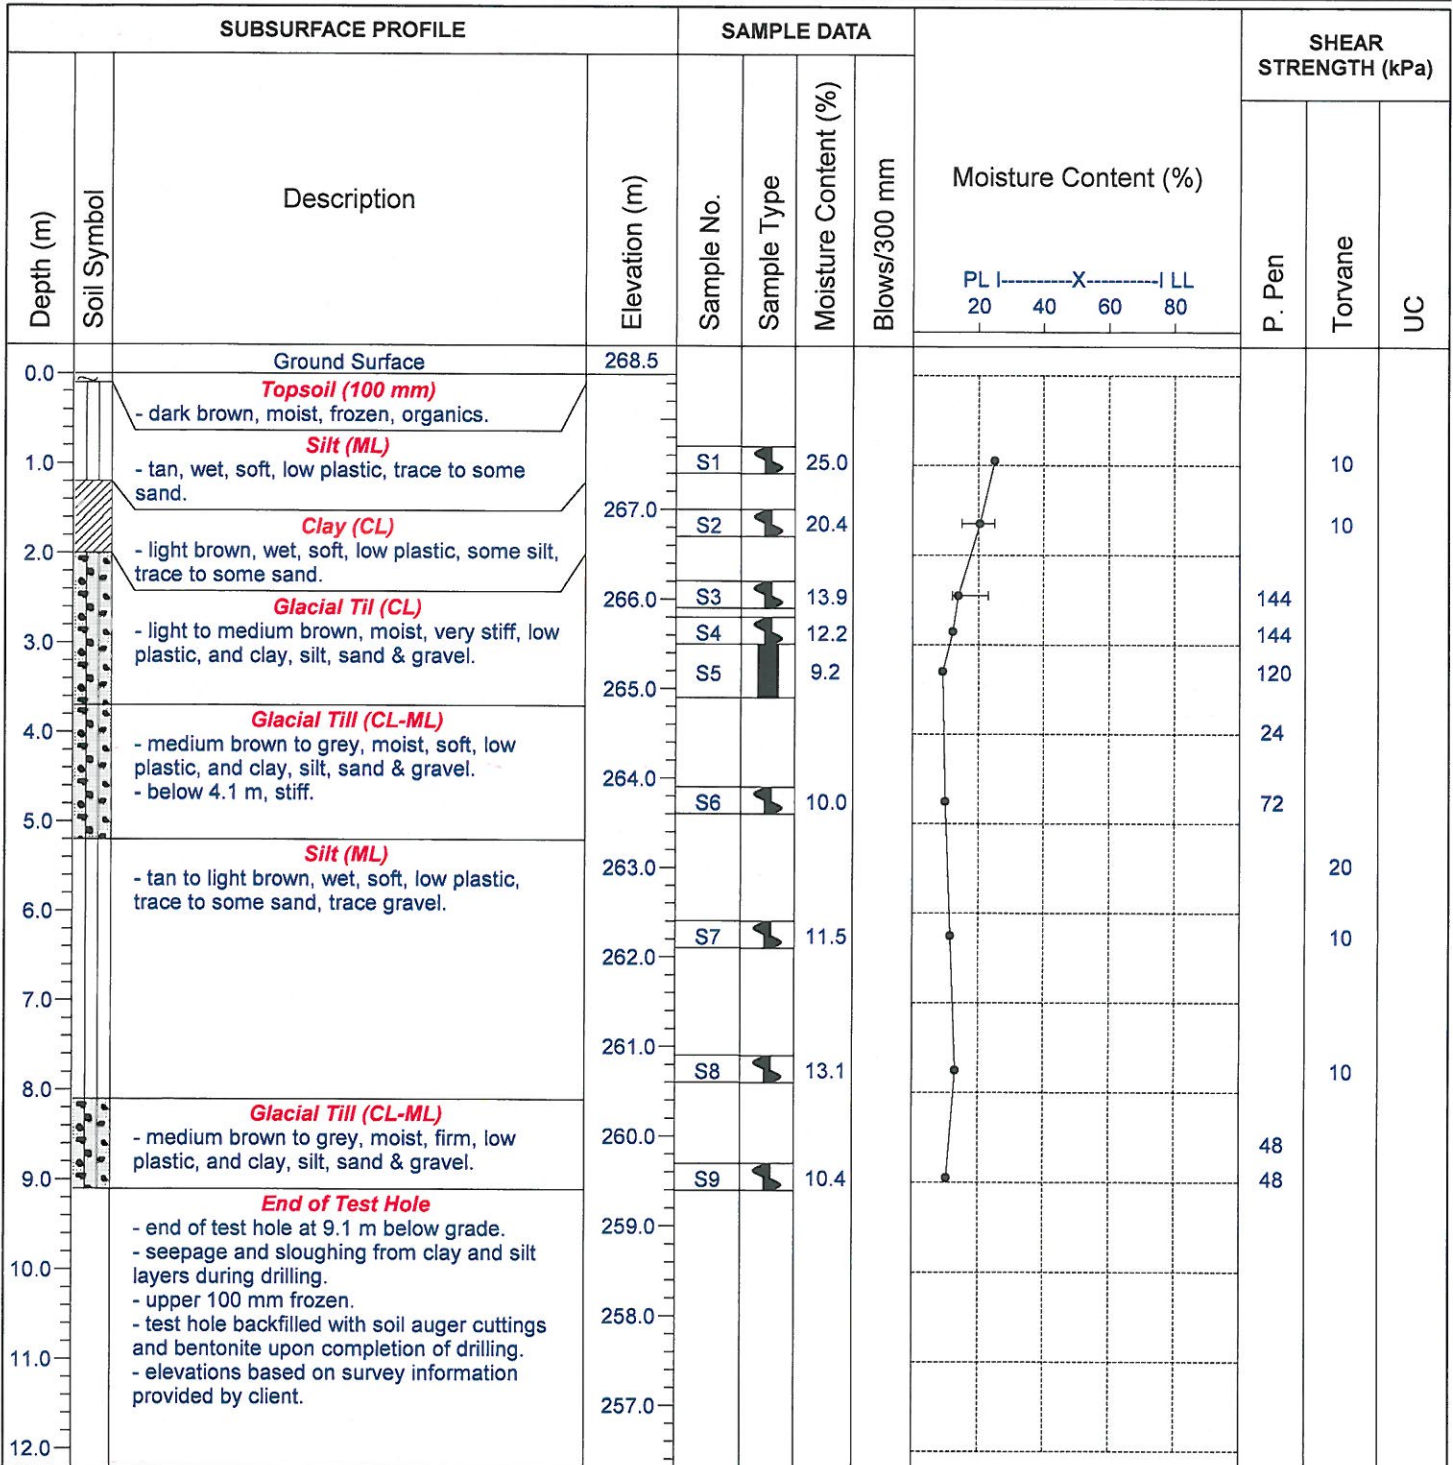 SUBSURFACE PROFILE
SAMPLE DATA
SHEAR
STRENGTH (kPa)
Depth (m)
Soil Symbol
Description
Elevation (m)
Sample No.
Sample Type
Moisture Content (%)
Blows/300 mm
Moisture Content (%)
PL I----------X----------I LL
20 40 60 80
P. Pen
Torvane
UC
Ground Surface 268.5
0.0
Topsoil (100 mm)
- dark brown, moist, frozen, organics.
Silt (ML)
1.0
- tan, wet, soft, low plastic, trace to some
sand.
S1 25.0 10
267.0
Clay (CL)
S2 20.4 10
- light brown, wet, soft, low plastic, some silt,
trace to some sand.
2.0
Glacial Til (CL)
266.0
S3 13.9 144
- light to medium brown, moist, very stiff, low
plastic, and clay, silt, sand & gravel.
3.0
S4 12.2 144
S5 9.2 120
265.0
Glacial Till (CL-ML)
4.0
24
- medium brown to grey, moist, soft, low
plastic, and clay, silt, sand & gravel.
- below 4.1 m, stiff.
264.0
S6 10.0 72
5.0
Silt (ML)
263.0
20
- tan to light brown, wet, soft, low plastic,
trace to some sand, trace gravel.
6.0
S7 11.5 10
262.0
7.0
261.0
S8 13.1 10
8.0
Glacial Till (CL-ML)
- medium brown to grey, moist, firm, low
plastic, and clay, silt, sand & gravel.
260.0
48
9.0
S9 10.4 48
End of Test Hole
- end of test hole at 9.1 m below grade.
259.0
- seepage and sloughing from clay and silt
layers during drilling.
10.0
- upper 100 mm frozen.
- test hole backfilled with soil auger cuttings
and bentonite upon completion of drilling.
258.0
11.0
- elevations based on survey information
provided by client.
257.0
12.0